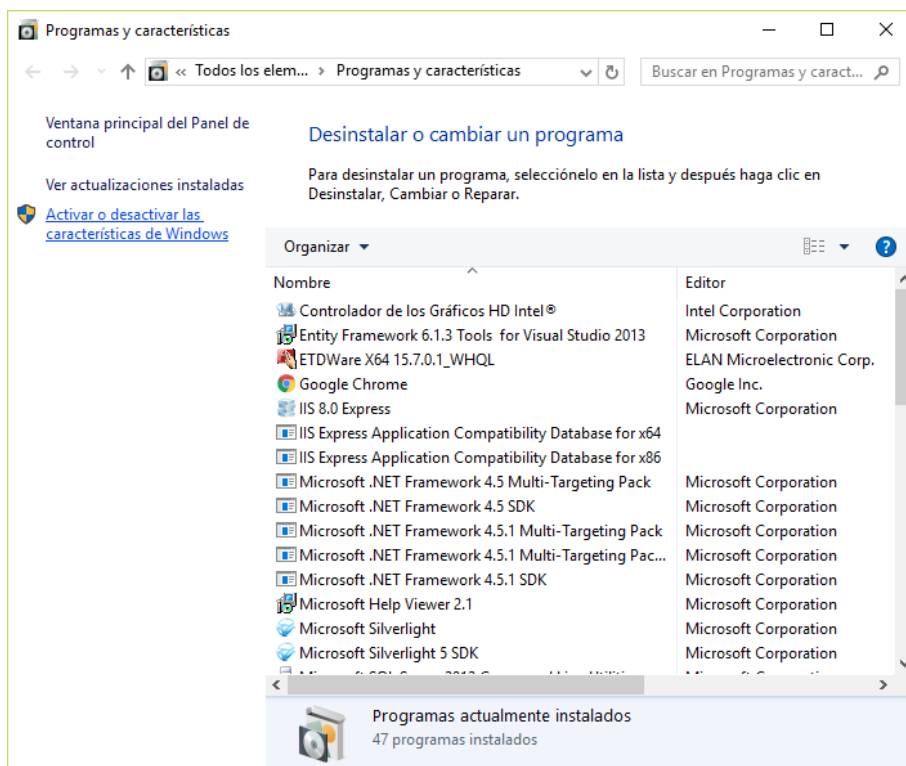 Programas y características
« Todos los elem... › Programas y características
Buscar en Programas y caract...
Ventana principal del Panel de
control
Ver actualizaciones instaladas
Activar o desactivar las
características de Windows
Desinstalar o cambiar un programa
Para desinstalar un programa, selecciónelo en la lista y después haga clic en
Desinstalar, Cambiar o Reparar.
Organizar
Nombre Editor
Controlador de los Gráficos HD Intel® Intel Corporation
Entity Framework 6.1.3 Tools for Visual Studio 2013 Microsoft Corporation
ETDWare X64 15.7.0.1_WHQL ELAN Microelectronic Corp.
Google Chrome Google Inc.
IIS 8.0 Express Microsoft Corporation
IIS Express Application Compatibility Database for x64
IIS Express Application Compatibility Database for x86
Microsoft .NET Framework 4.5 Multi-Targeting Pack Microsoft Corporation
Microsoft .NET Framework 4.5 SDK Microsoft Corporation
Microsoft .NET Framework 4.5.1 Multi-Targeting Pack Microsoft Corporation
Microsoft .NET Framework 4.5.1 Multi-Targeting Pac... Microsoft Corporation
Microsoft .NET Framework 4.5.1 SDK Microsoft Corporation
Microsoft Help Viewer 2.1 Microsoft Corporation
Microsoft Silverlight Microsoft Corporation
Microsoft Silverlight 5 SDK Microsoft Corporation
Programas actualmente instalados
47 programas instalados